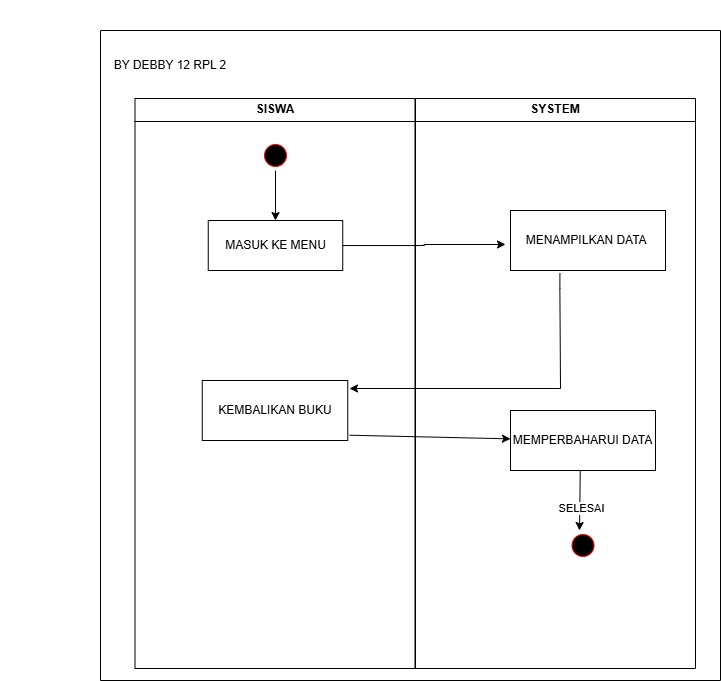 BY DEBBY 12 RPL 2
SISWA
SYSTEM
MASUK KE MENU
MENAMPILKAN DATA
KEMBALIKAN BUKU
MEMPERBAHARUI DATA
SELESAI